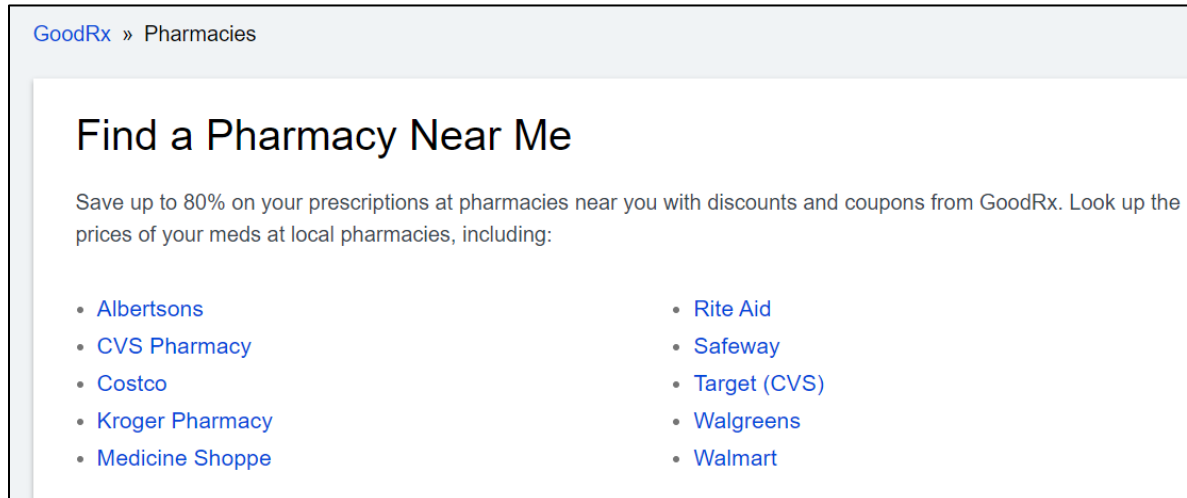 GoodRx » Pharmacies
Find a Pharmacy Near Me
Save up to 80% on your prescriptions at pharmacies near you with discounts and coupons from GoodRx. Look up the
prices of your meds at local pharmacies, including:
• Albertsons
• CVS Pharmacy
• Costco
• Kroger Pharmacy
• Medicine Shoppe
• Rite Aid
• Safeway
• Target (CVS)
• Walgreens
• Walmart